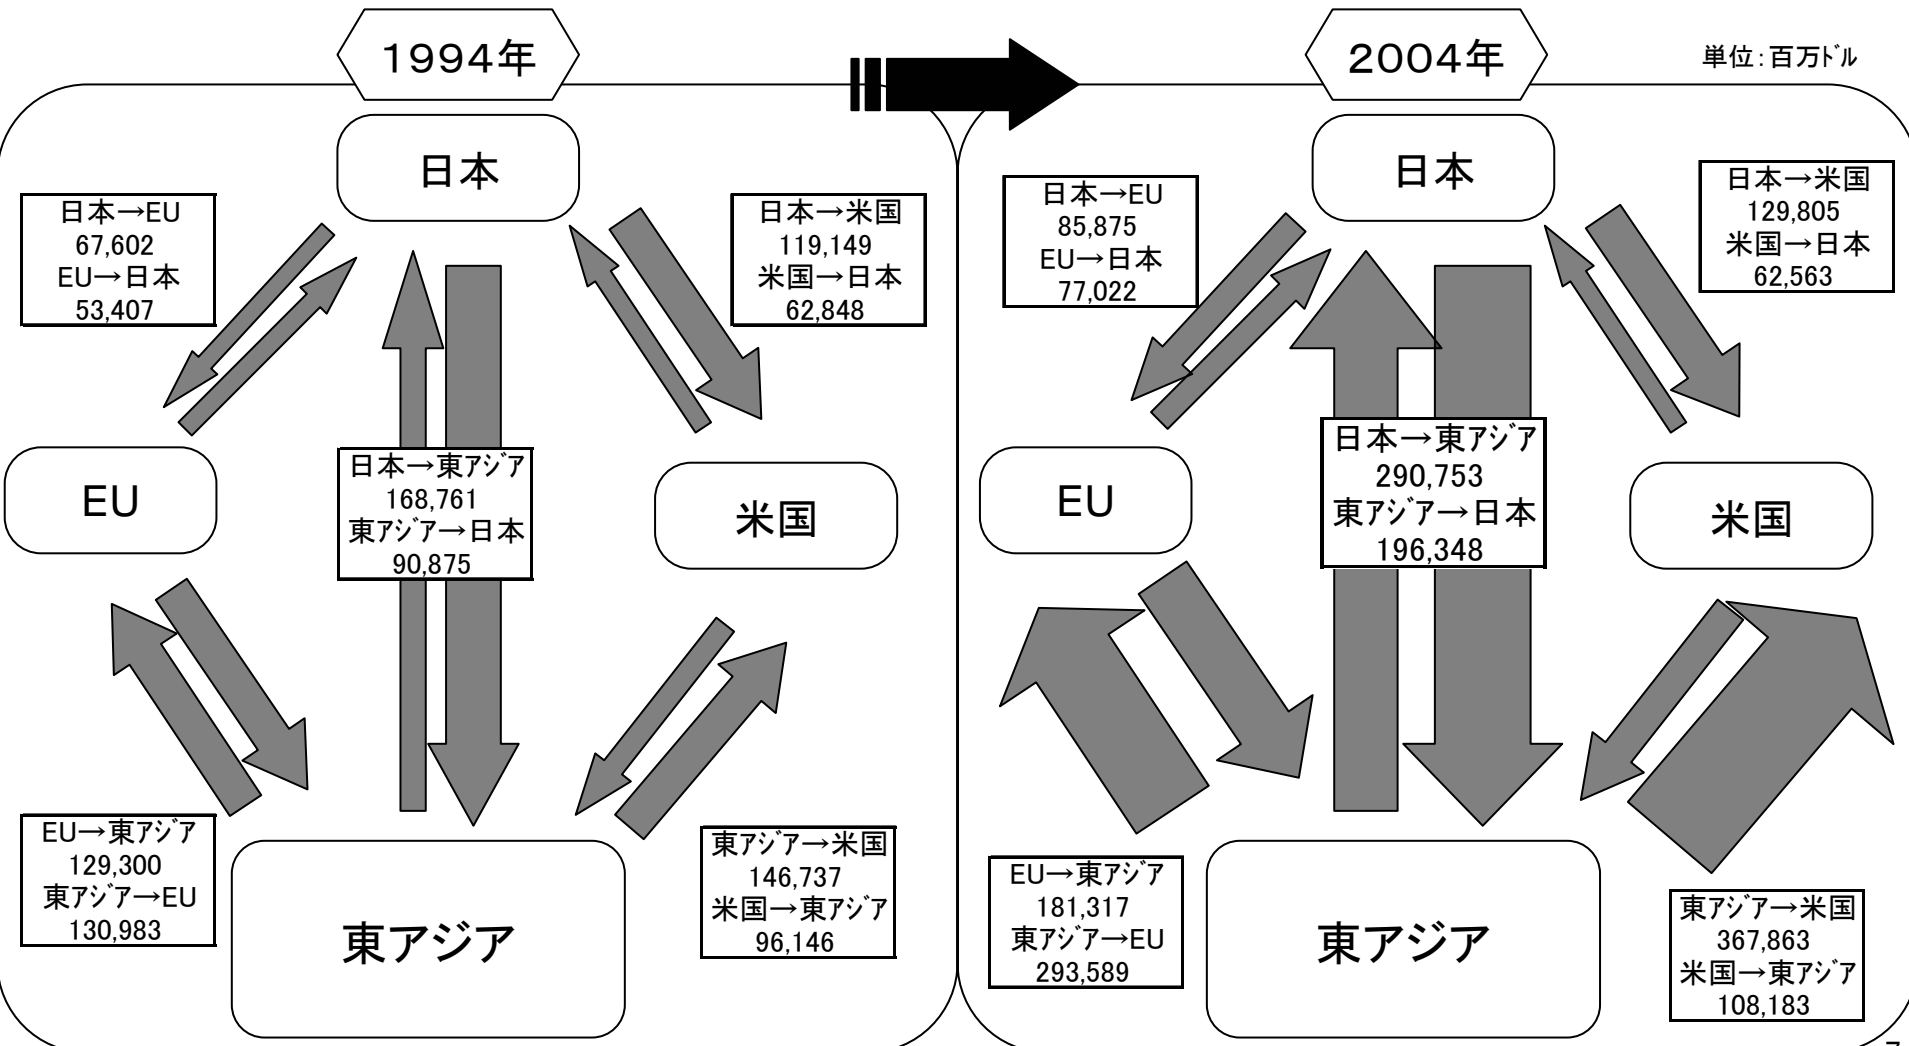 1994年
日本
日本→EU
67,602
EU→日本
53,407
日本→米国
119,149
米国→日本
62,848
EU
日本→東アジア
168,761
東アジア→日本
90,875
米国
EU→東アジア
129,300
東アジア→EU
130,983
東アジア
東アジア→米国
146,737
米国→東アジア
96,146
2004年
単位:百万ドル
日本
日本→EU
85,875
EU→日本
77,022
日本→米国
129,805
米国→日本
62,563
EU
日本→東アジア
290,753
東アジア→日本
196,348
米国
EU→東アジア
181,317
東アジア→EU
293,589
東アジア
東アジア→米国
367,863
米国→東アジア
108,183